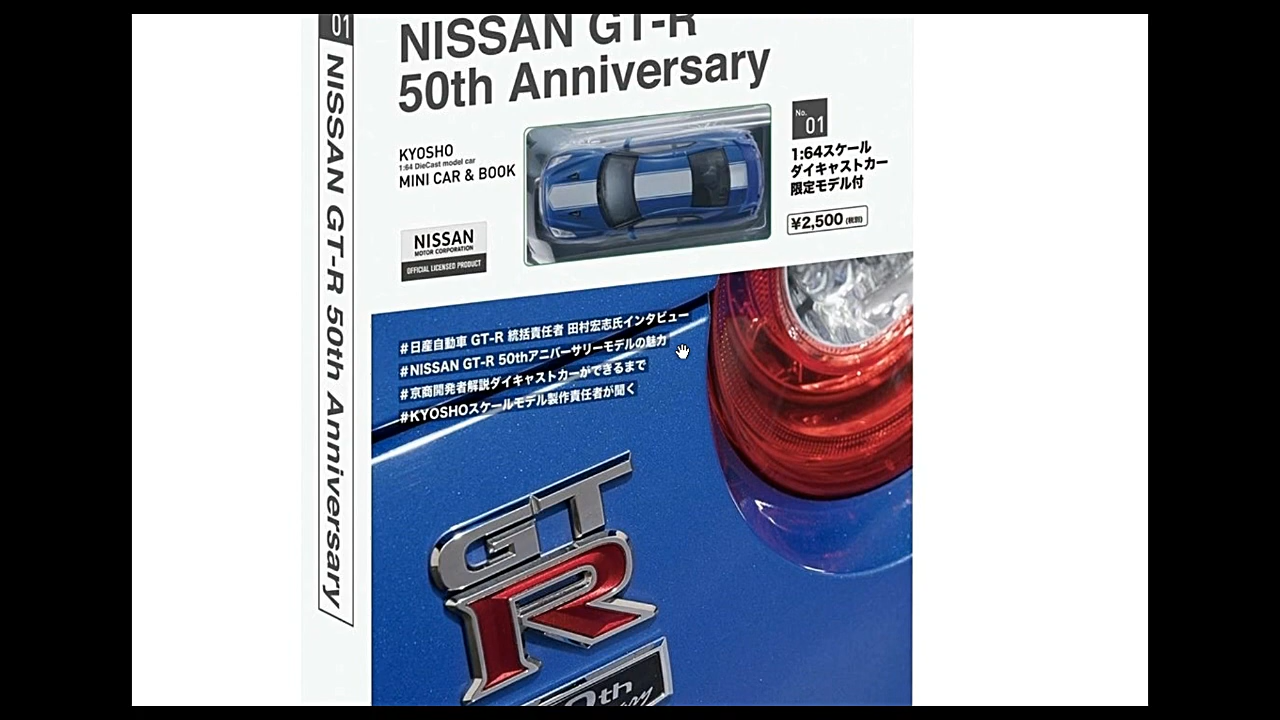 01
NISSAN GT-R 50th Anniversary
NISSAN GT-R
50th Anniversary
KYOSHO
1:64 DieCast model car
MINI CAR & BOOK
No.
01
1:64スケール
ダイキャストカー
限定モデル付
¥2,500(税別)
NISSAN
MOTOR CORPORATION
OFFICIAL LICENSED PRODUCT
#日産自動車 GT-R 統括責任者 田村宏志氏インタビュー
#NISSAN GT-R 50thアニバーサリーモデルの魅力
#京商開発者解説ダイキャストカーができるまで
#KYOSHOスケールモデル製作責任者が聞く
GT
R